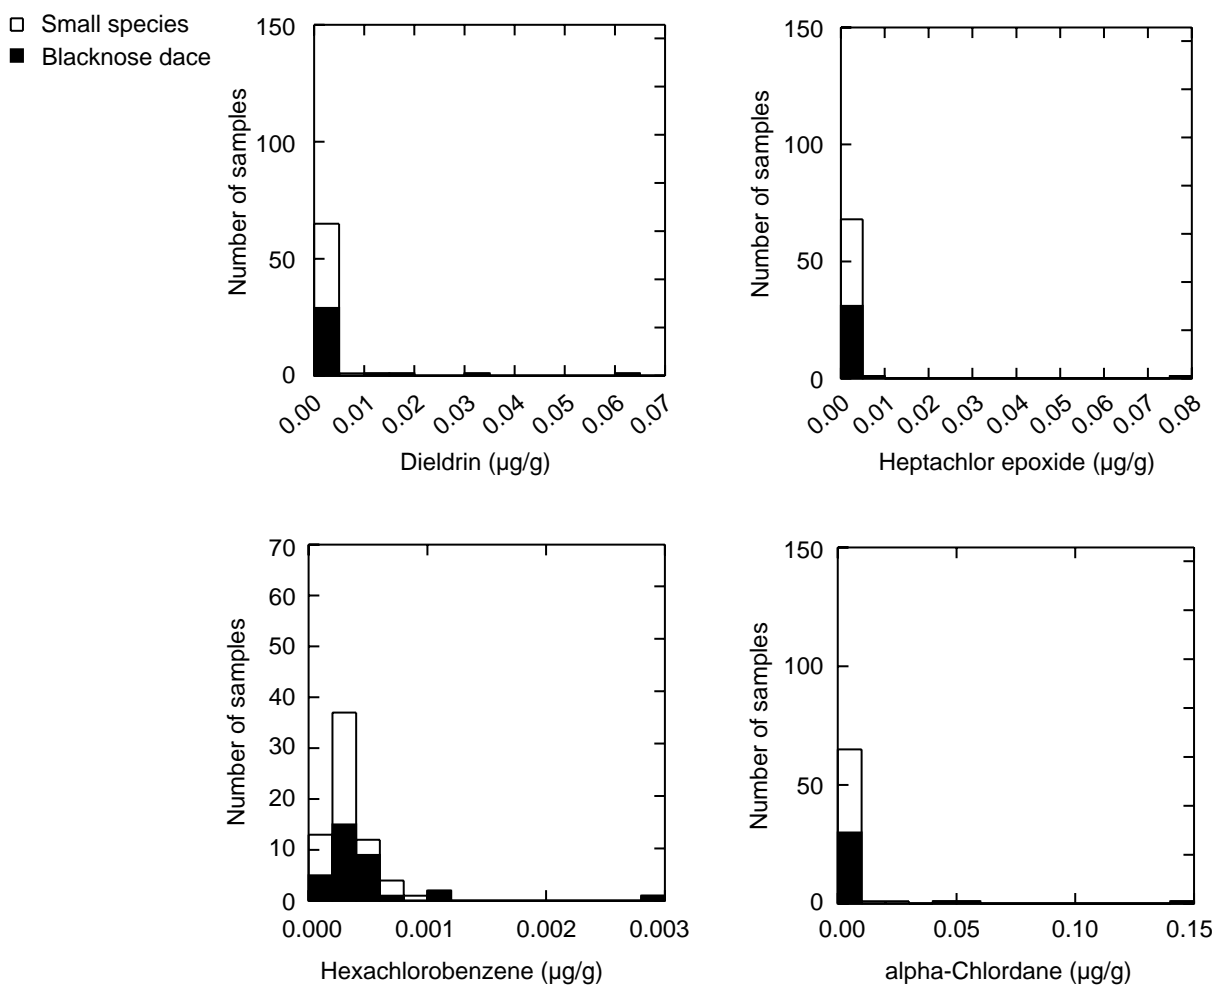 Small species
Blacknose dace
150
100
50
0
Number of samples
0.00 0.01 0.02 0.03 0.04 0.05 0.06 0.07
Dieldrin (µg/g)
150
100
50
0
Number of samples
0.00 0.01 0.02 0.03 0.04 0.05 0.06 0.07 0.08
Heptachlor epoxide (µg/g)
70
60
50
40
30
20
10
0
Number of samples
0.000 0.001 0.002 0.003
Hexachlorobenzene (µg/g)
150
100
50
0
Number of samples
0.00 0.05 0.10 0.15
alpha-Chlordane (µg/g)